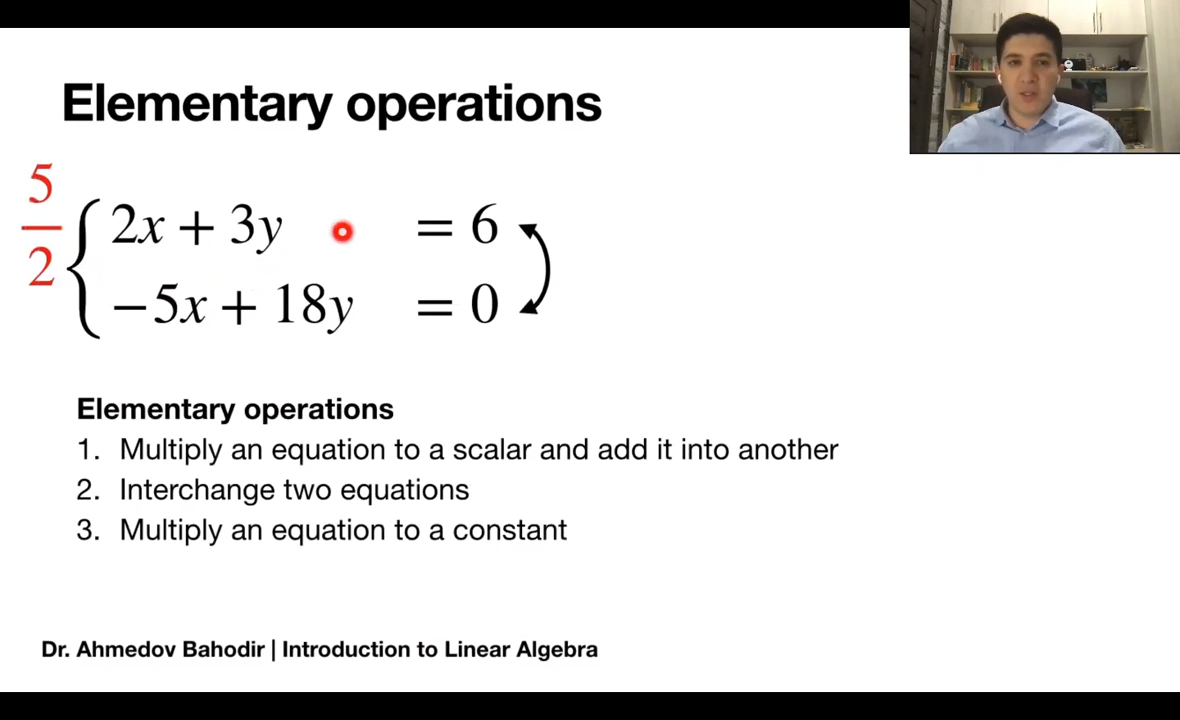 Elementary operations
5/2 { 2x + 3y = 6
−5x + 18y = 0
Elementary operations
1. Multiply an equation to a scalar and add it into another
2. Interchange two equations
3. Multiply an equation to a constant
Dr. Ahmedov Bahodir | Introduction to Linear Algebra